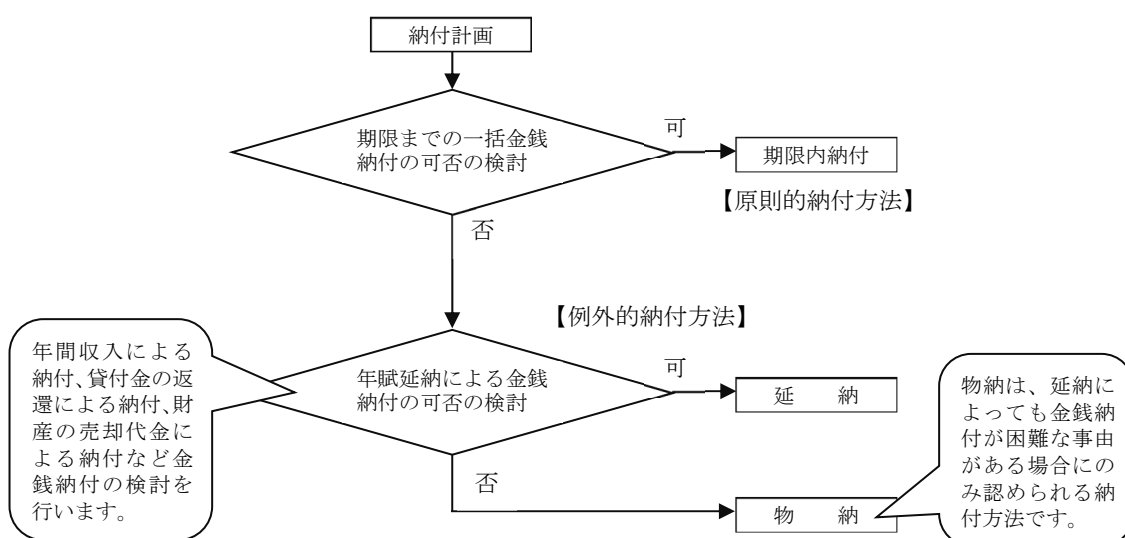 納付計画
期限までの一括金銭
納付の可否の検討
可
期限内納付
【原則的納付方法】
否
【例外的納付方法】
年間収入による
納付、貸付金の返
還による納付、財
産の売却代金に
よる納付など金
銭納付の検討を
行います。
年賦延納による金銭
納付の可否の検討
可
延　納
否
物　納
物納は、延納に
よっても金銭納
付が困難な事由
がある場合にの
み認められる納
付方法です。